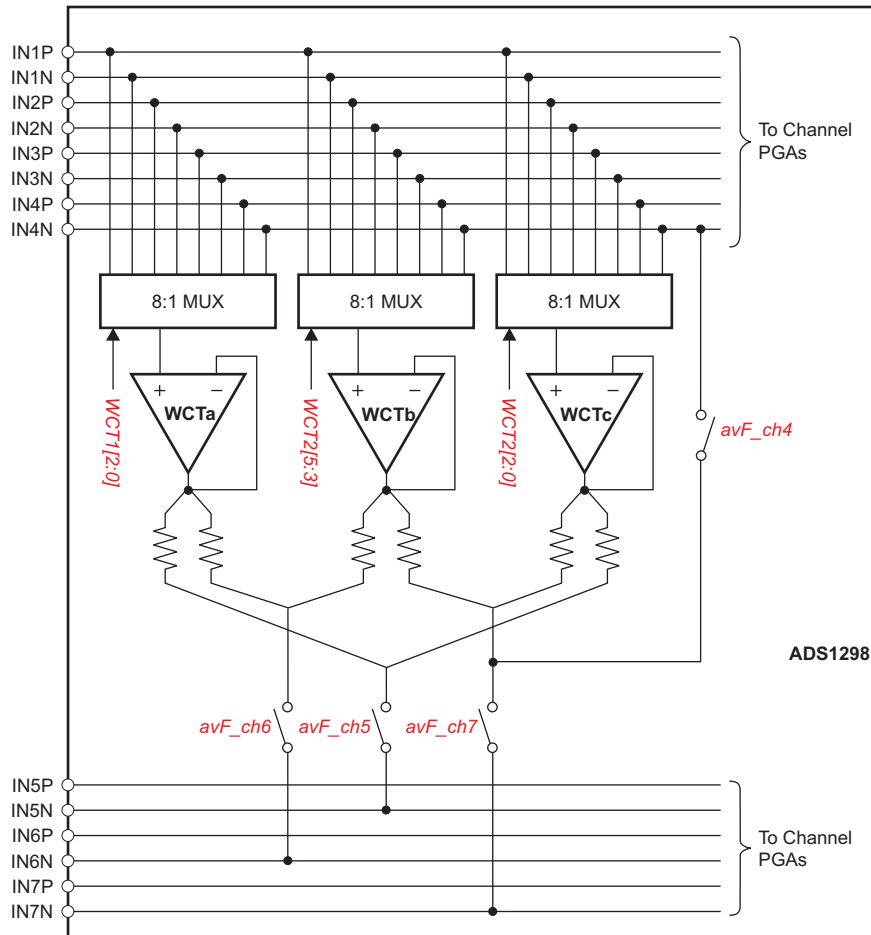 IN1P
IN1N
IN2P
IN2N
IN3P
IN3N
IN4P
IN4N
To Channel
PGAs
8:1 MUX
8:1 MUX
8:1 MUX
+ −
WCTa
+ −
WCTb
+ −
WCTc
WCT1[2:0]
WCT2[5:3]
WCT2[2:0]
avF_ch4
ADS1298
avF_ch6
avF_ch5
avF_ch7
IN5P
IN5N
IN6P
IN6N
IN7P
IN7N
To Channel
PGAs